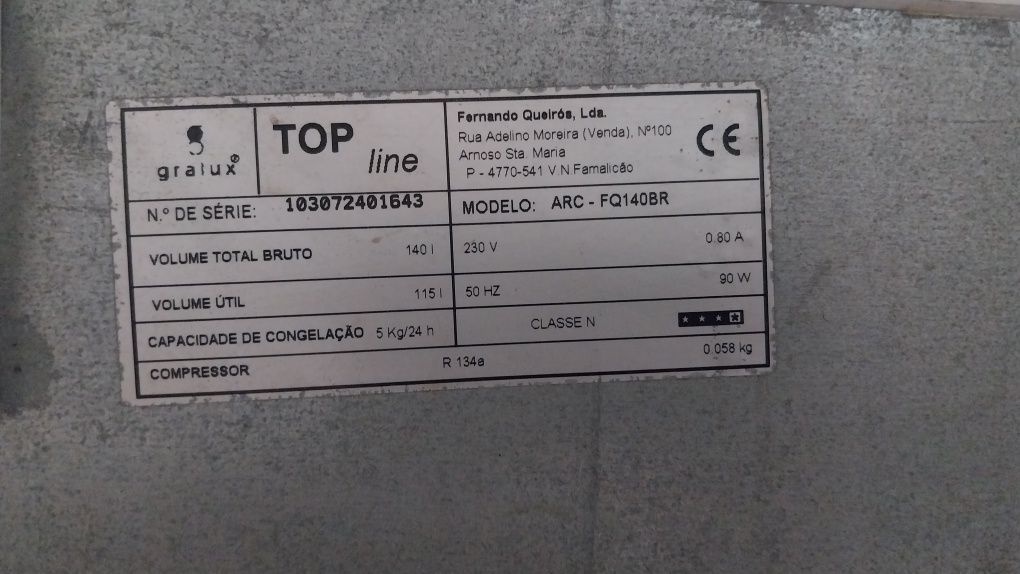 gralux®
TOP
line
Fernando Queirós, Lda.
Rua Adelino Moreira (Venda), Nº100
Arnoso Sta. Maria
P - 4770-541 V.N.Famalicão
CE
N.º DE SÉRIE: 103072401643
MODELO: ARC - FQ140BR
VOLUME TOTAL BRUTO 140 l
230 V 0.80 A
VOLUME ÚTIL 115 l
50 HZ 90 W
CAPACIDADE DE CONGELAÇÃO 5 Kg/24 h
CLASSE N
COMPRESSOR R 134a 0.058 kg